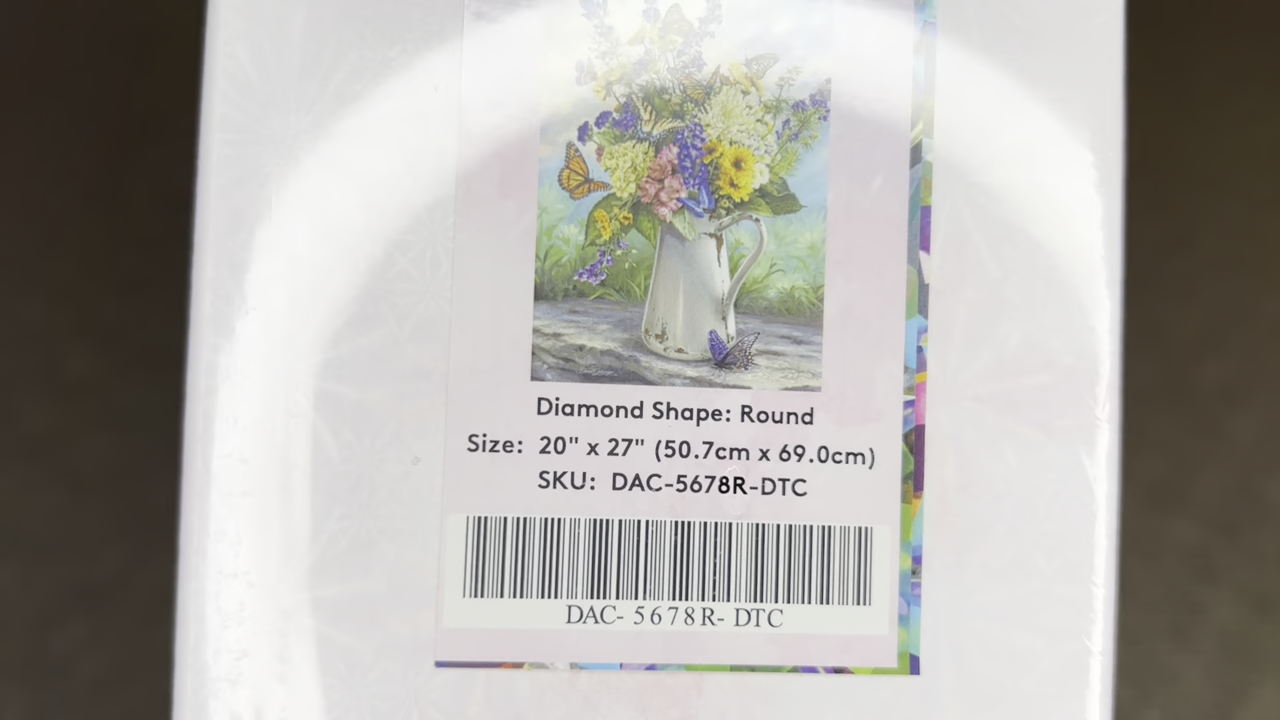 Diamond Shape: Round
Size: 20" x 27" (50.7cm x 69.0cm)
SKU: DAC-5678R-DTC
DAC- 5678R- DTC